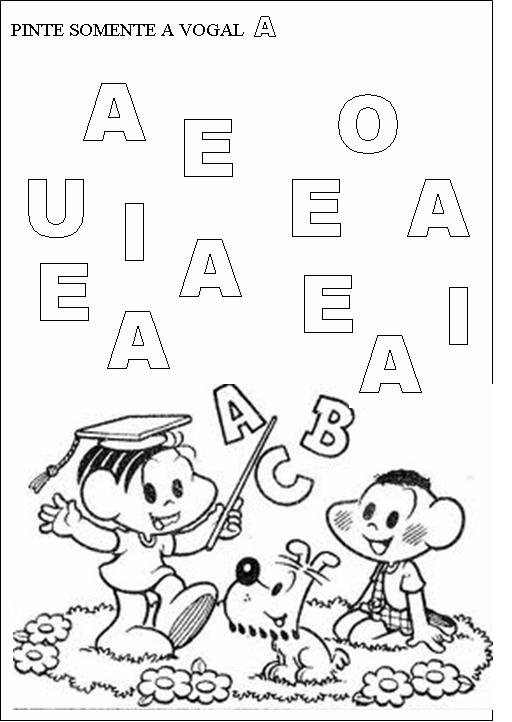 PINTE SOMENTE A VOGAL A
A E O
U I E A
E A E I
A A
A B
C